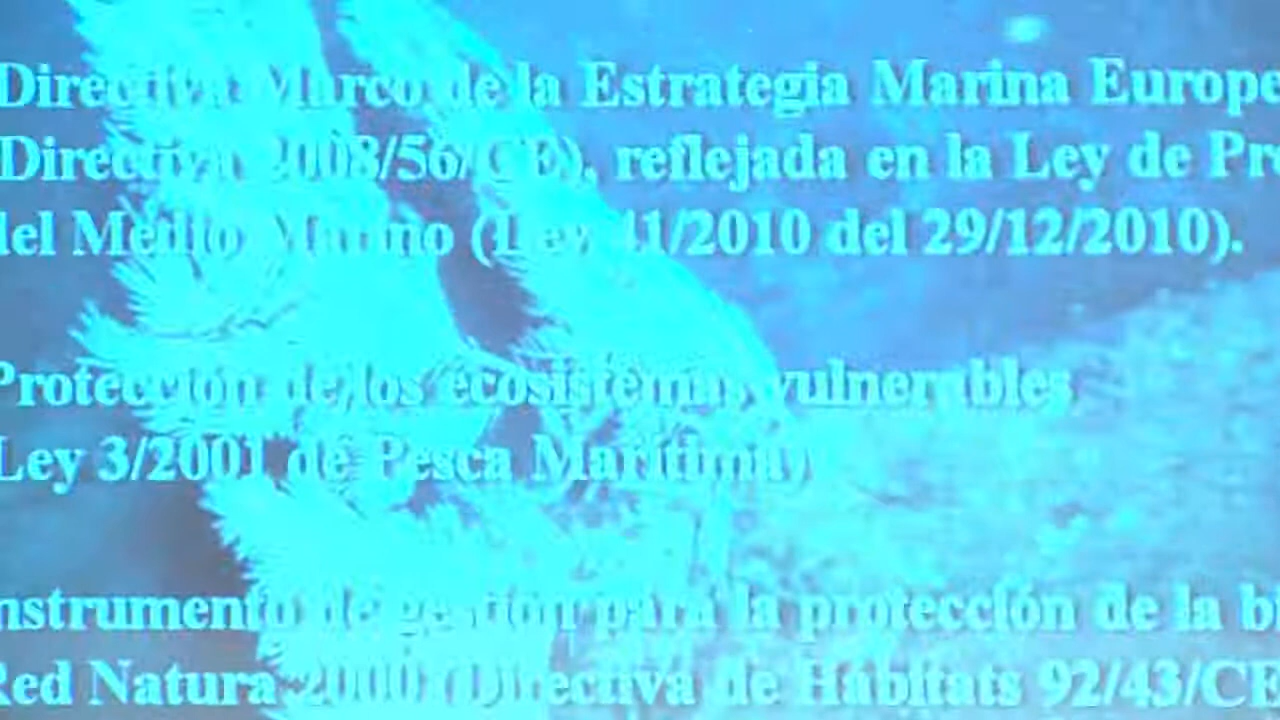 Directiva Marco de la Estrategia Marina Europe
Directiva 2008/56/CE), reflejada en la Ley de Pro
del Medio Marino (Ley 41/2010 del 29/12/2010).
Protección de los ecosistemas vulnerables
Ley 3/2001 de Pesca Marítima)
nstrumento de gestión para la protección de la bi
Red Natura 2000 (Directiva de Hábitats 92/43/CE